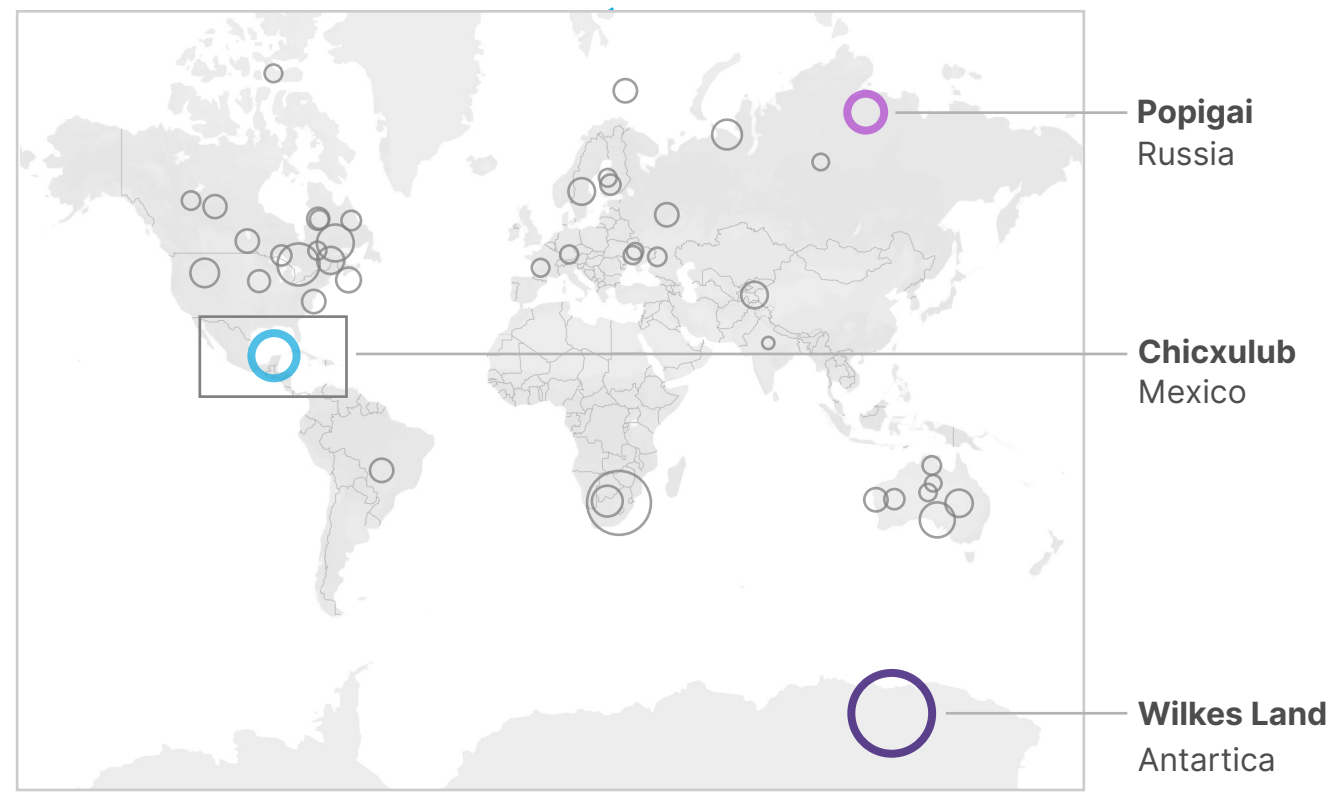 Popigai
Russia
Chicxulub
Mexico
Wilkes Land
Antartica